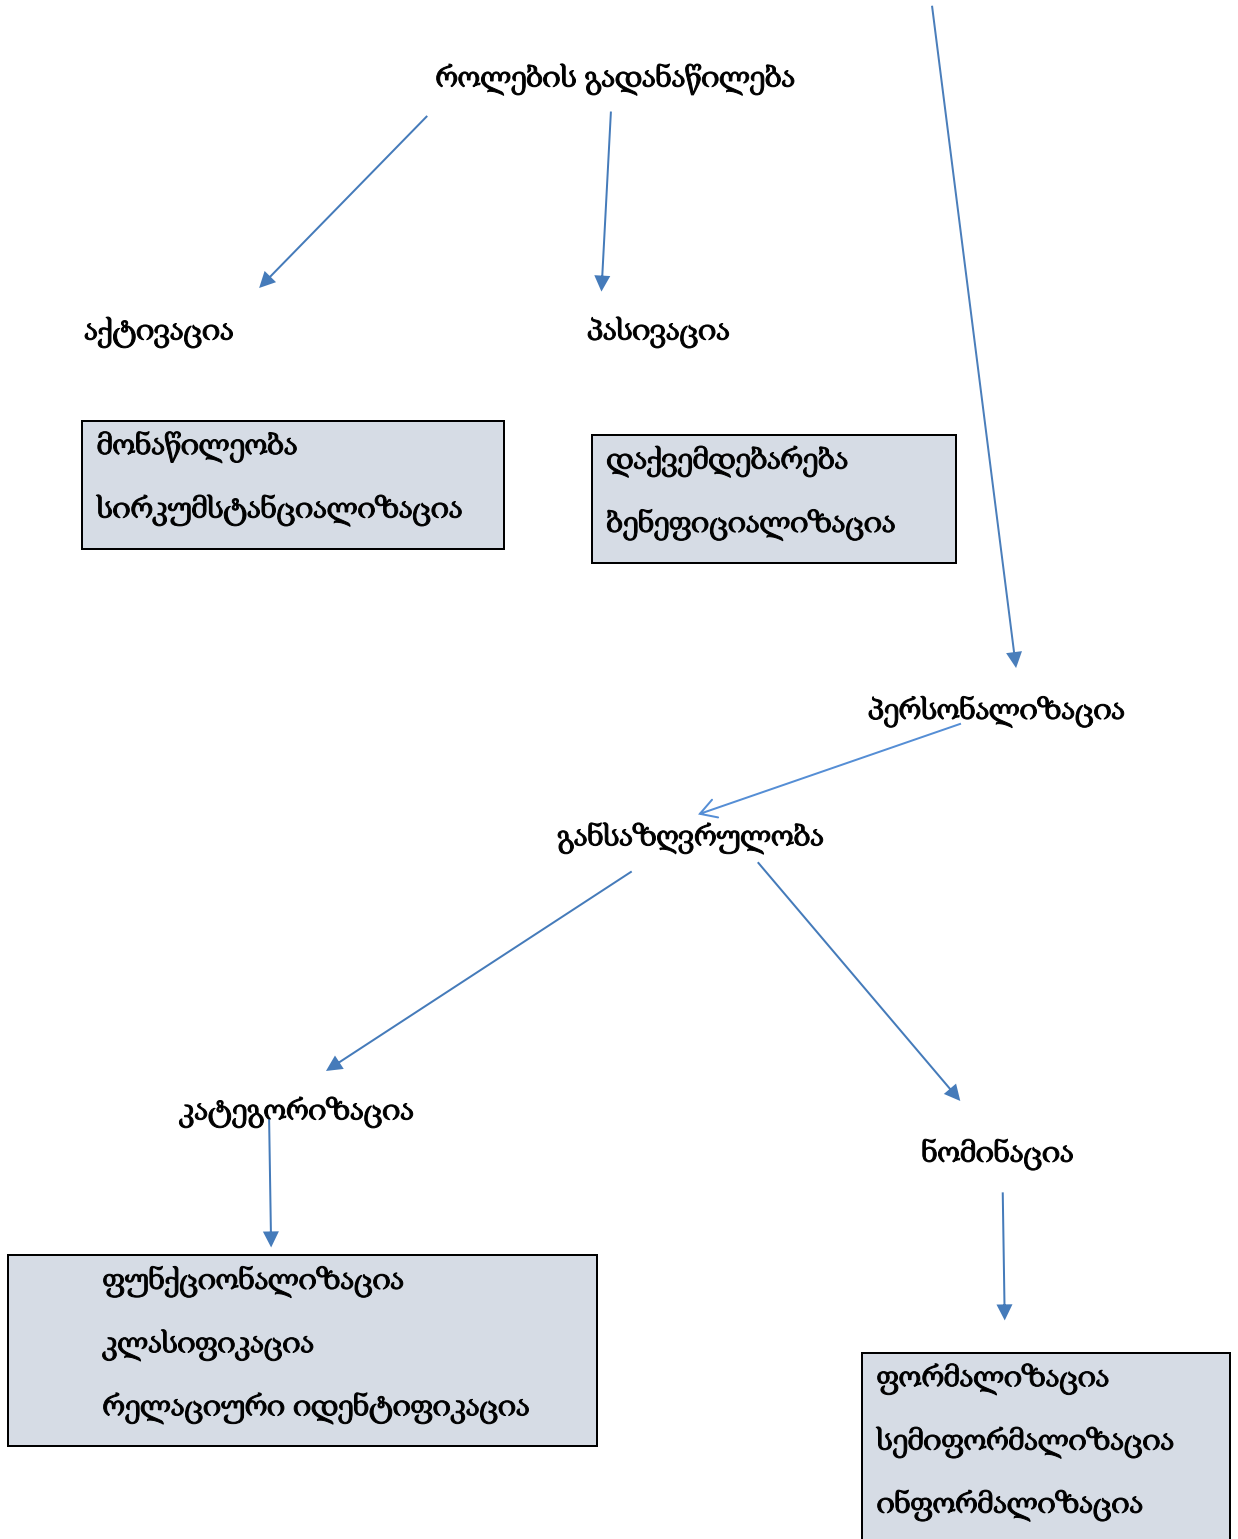 როლების გადანაწილება
აქტივაცია
პასივაცია
მონაწილეობა
სირკუმსტანციალიზაცია
დაქვემდებარება
ბენეფიციალიზაცია
პერსონალიზაცია
განსაზღვრულობა
კატეგორიზაცია
ნომინაცია
ფუნქციონალიზაცია
კლასიფიკაცია
რელაციური იდენტიფიკაცია
ფორმალიზაცია
სემიფორმალიზაცია
ინფორმალიზაცია